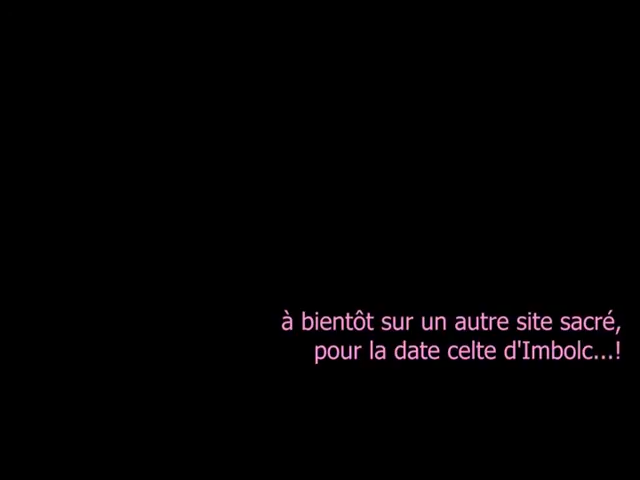 à bientôt sur un autre site sacré,
pour la date celte d'Imbolc...!